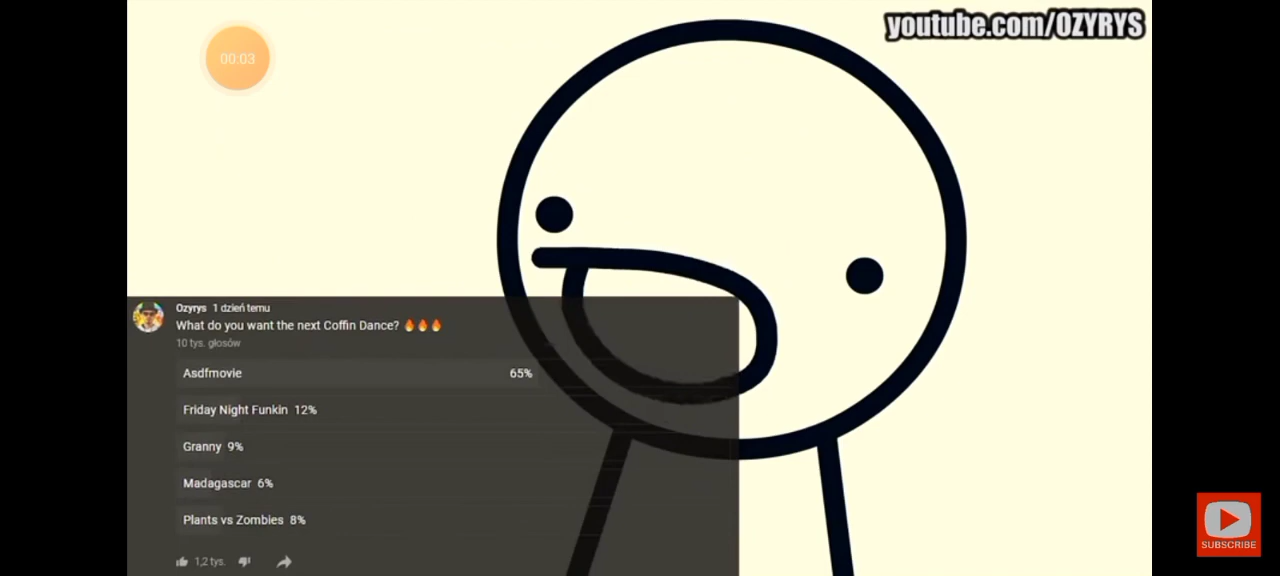 youtube.com/OZYRYS
00:03
Ozyrys 1 dzień temu
What do you want the next Coffin Dance? 🔥🔥🔥
10 tys. głosów
Asdfmovie 65%
Friday Night Funkin 12%
Granny 9%
Madagascar 6%
Plants vs Zombies 8%
1,2 tys.
SUBSCRIBE